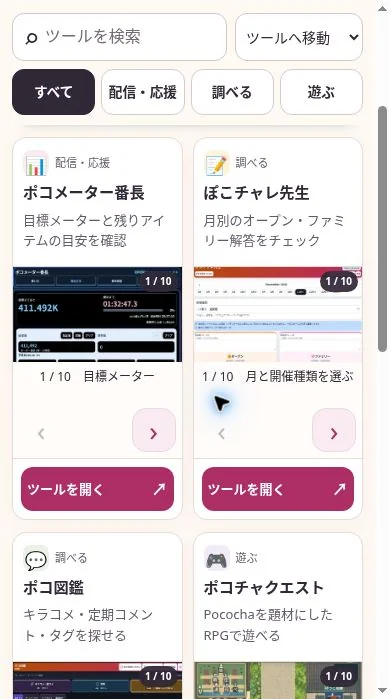 ツールを検索
ツールへ移動
すべて
配信・応援
調べる
遊ぶ
配信・応援
ポコメーター番長
目標メーターと残りアイ
テムの目安を確認
ポコメーター番長
1 / 10
411.492K
01:32:47.3
1 / 10 目標メーター
ツールを開く
調べる
ぽこチャレ先生
月別のオープン・ファミ
リー解答をチェック
1 / 10
1 / 10 月と開催種類を選ぶ
ツールを開く
調べる
ポコ図鑑
キラコメ・定期コメン
ト・タグを探せる
1 / 10
遊ぶ
ポコチャクエスト
Pocochaを題材にした
RPGで遊べる
1 / 10